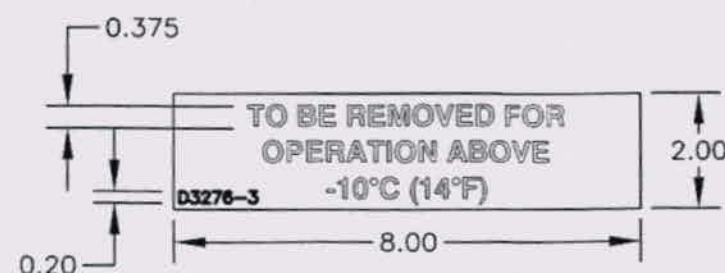 0.375
TO BE REMOVED FOR
OPERATION ABOVE
-10°C (14°F)
D3276-3
2.00
8.00
0.20